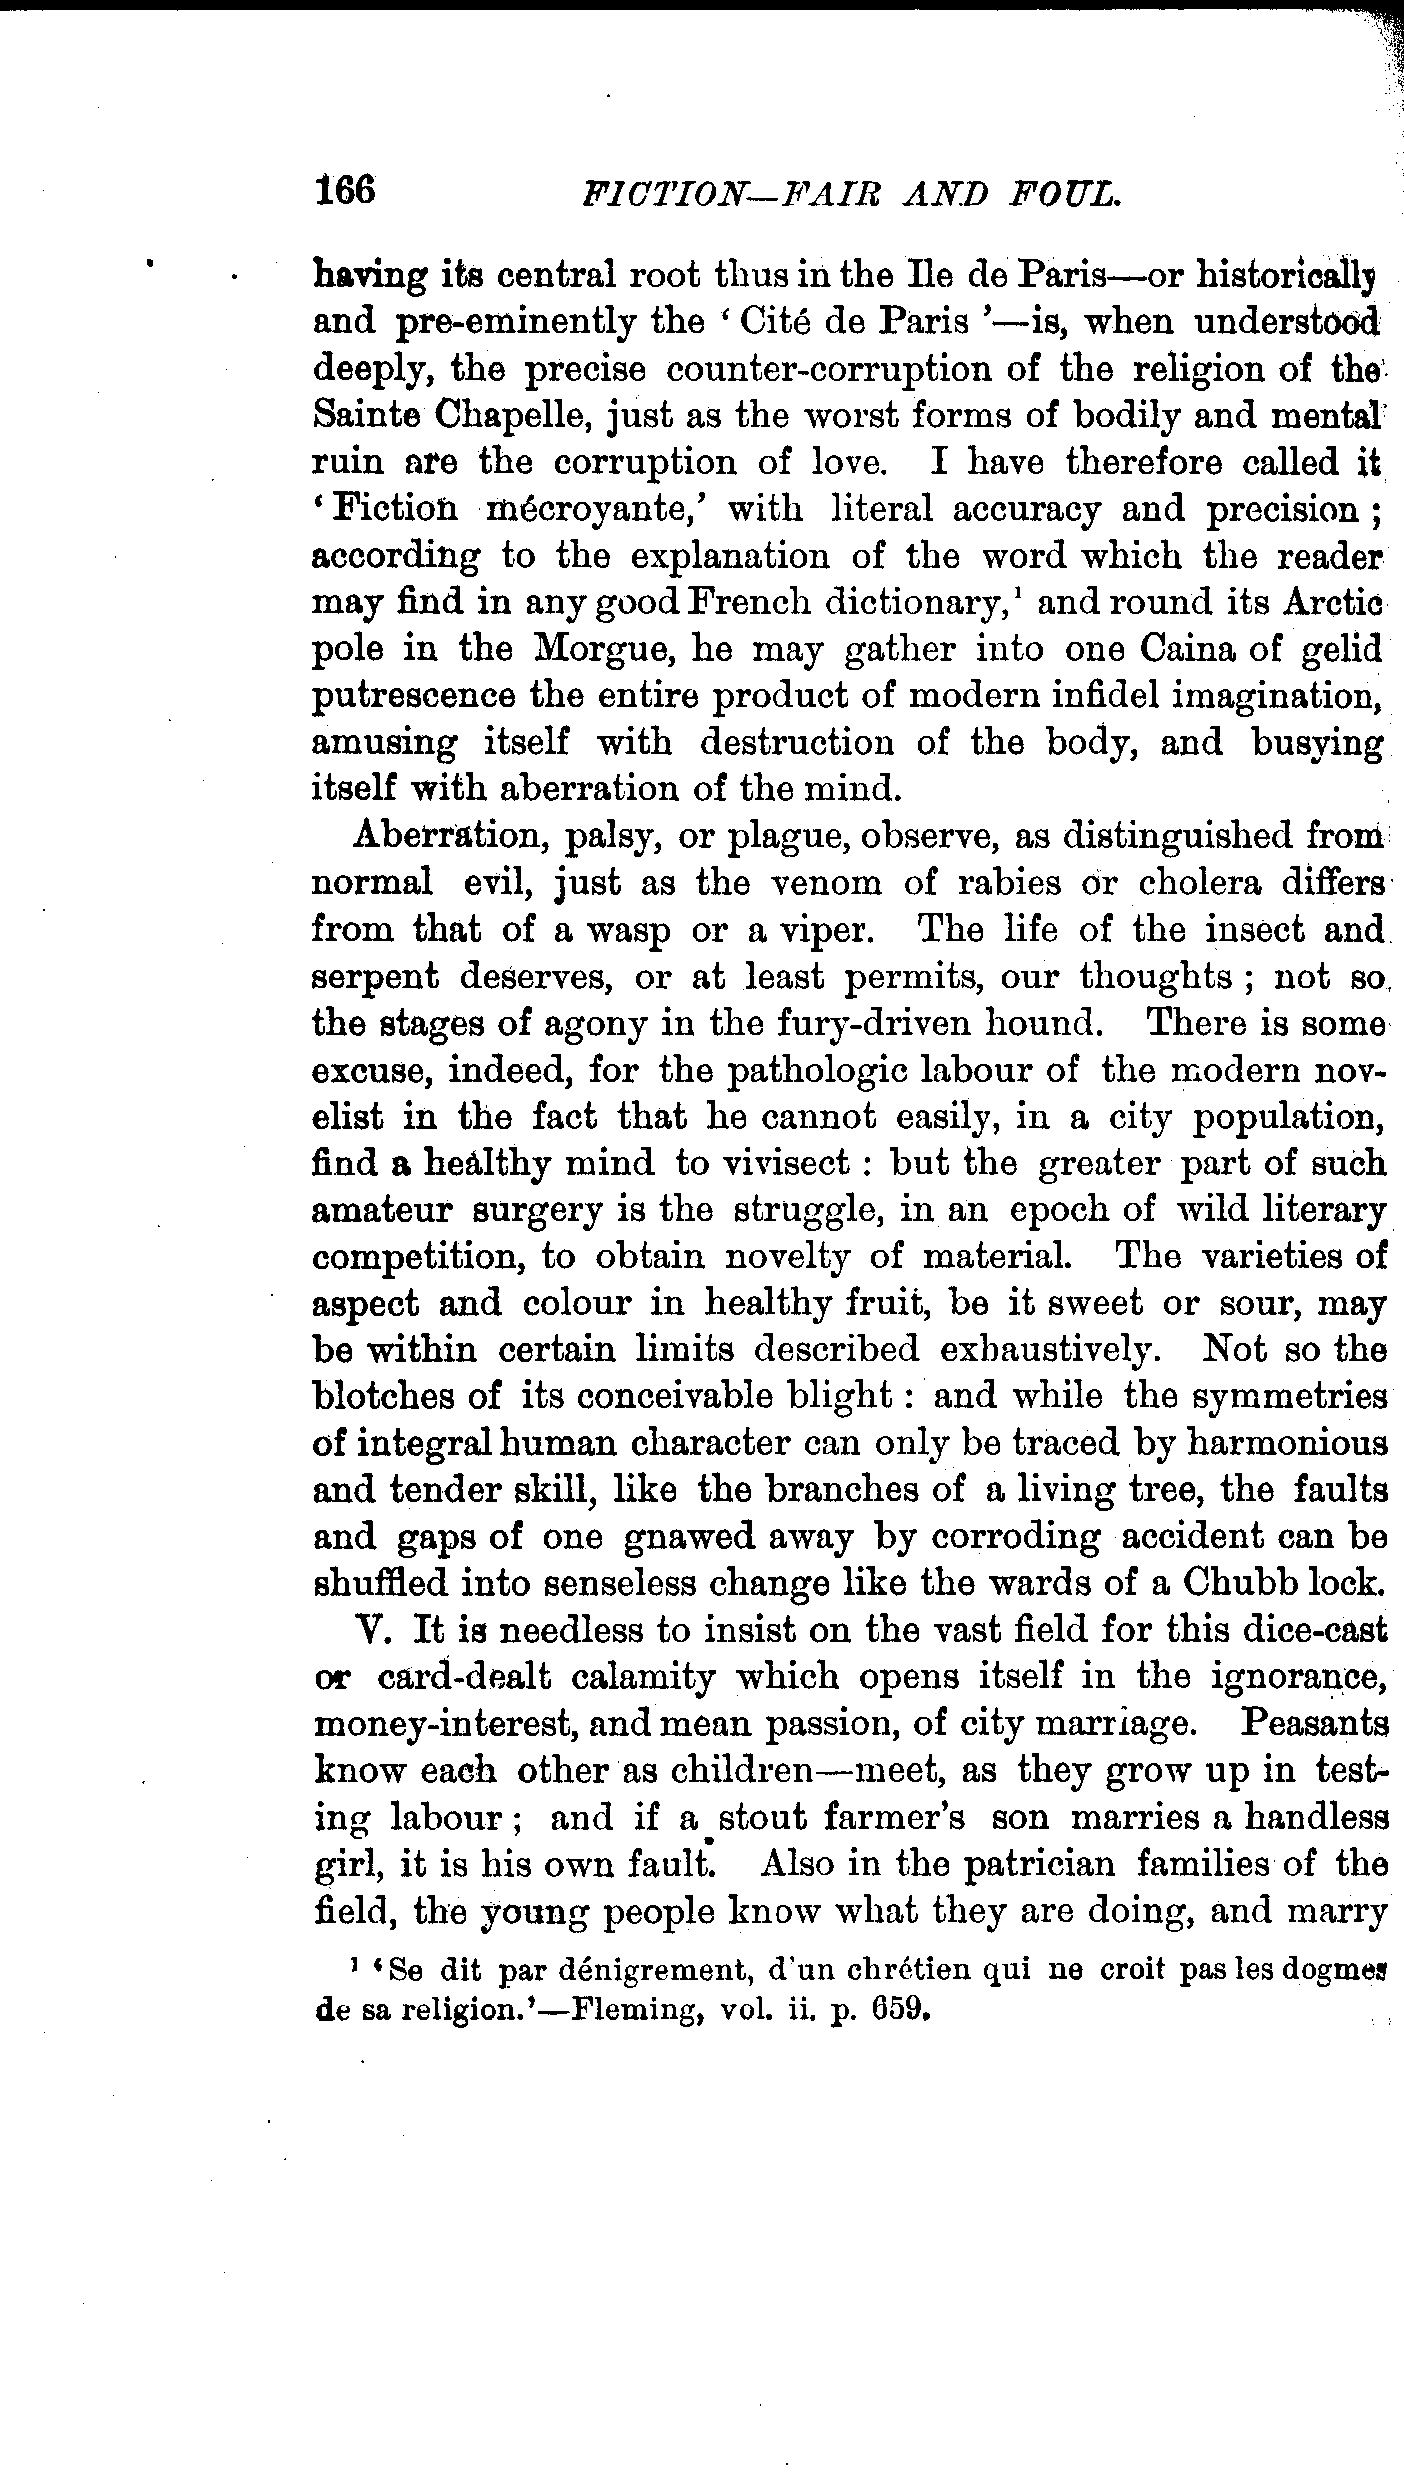 166 FICTION—FAIR AND FOUL.
having its central root thus in the Ile de Paris—or historically
and pre-eminently the ‘ Cité de Paris ’—is, when understood
deeply, the precise counter-corruption of the religion of the
Sainte Chapelle, just as the worst forms of bodily and mental
ruin are the corruption of love. I have therefore called it
‘ Fiction mécroyante,’ with literal accuracy and precision ;
according to the explanation of the word which the reader
may find in any good French dictionary,¹ and round its Arctic
pole in the Morgue, he may gather into one Caina of gelid
putrescence the entire product of modern infidel imagination,
amusing itself with destruction of the body, and busying
itself with aberration of the mind.
Aberration, palsy, or plague, observe, as distinguished from
normal evil, just as the venom of rabies or cholera differs
from that of a wasp or a viper. The life of the insect and
serpent deserves, or at least permits, our thoughts ; not so,
the stages of agony in the fury-driven hound. There is some
excuse, indeed, for the pathologic labour of the modern nov-
elist in the fact that he cannot easily, in a city population,
find a healthy mind to vivisect : but the greater part of such
amateur surgery is the struggle, in an epoch of wild literary
competition, to obtain novelty of material. The varieties of
aspect and colour in healthy fruit, be it sweet or sour, may
be within certain limits described exhaustively. Not so the
blotches of its conceivable blight : and while the symmetries
of integral human character can only be traced by harmonious
and tender skill, like the branches of a living tree, the faults
and gaps of one gnawed away by corroding accident can be
shuffled into senseless change like the wards of a Chubb lock.
V. It is needless to insist on the vast field for this dice-cast
or card-dealt calamity which opens itself in the ignorance,
money-interest, and mean passion, of city marriage. Peasants
know each other as children—meet, as they grow up in test-
ing labour ; and if a stout farmer’s son marries a handless
girl, it is his own fault. Also in the patrician families of the
field, the young people know what they are doing, and marry
¹ ‘ Se dit par dénigrement, d’un chrétien qui ne croit pas les dogmes
de sa religion.’—Fleming, vol. ii. p. 659.